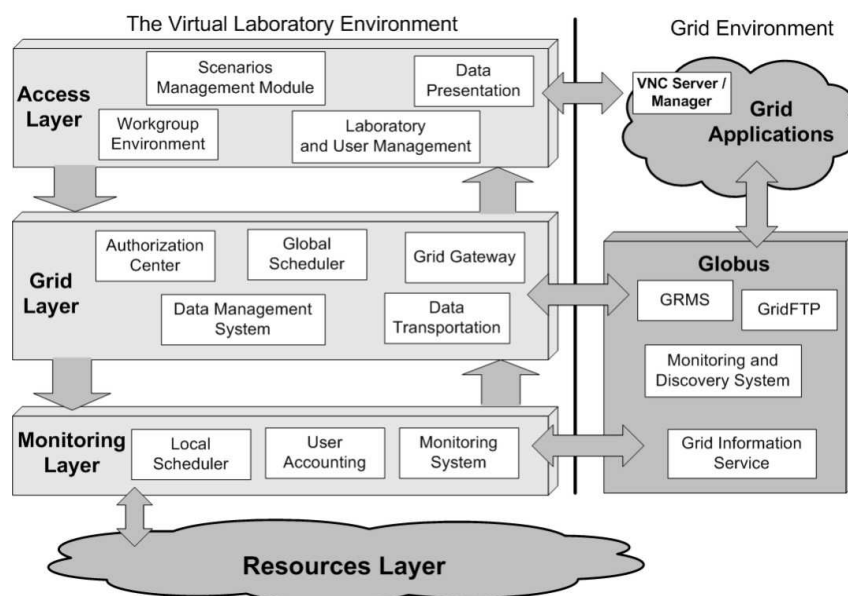 The Virtual Laboratory Environment
Grid Environment
Access
Layer
Scenarios
Management Module
Data
Presentation
Workgroup
Environment
Laboratory
and User Management
VNC Server /
Manager
Grid
Applications
Grid
Layer
Authorization
Center
Global
Scheduler
Grid Gateway
Data Management
System
Data
Transportation
Globus
GRMS
GridFTP
Monitoring and
Discovery System
Grid Information
Service
Monitoring
Layer
Local
Scheduler
User
Accounting
Monitoring
System
Resources Layer